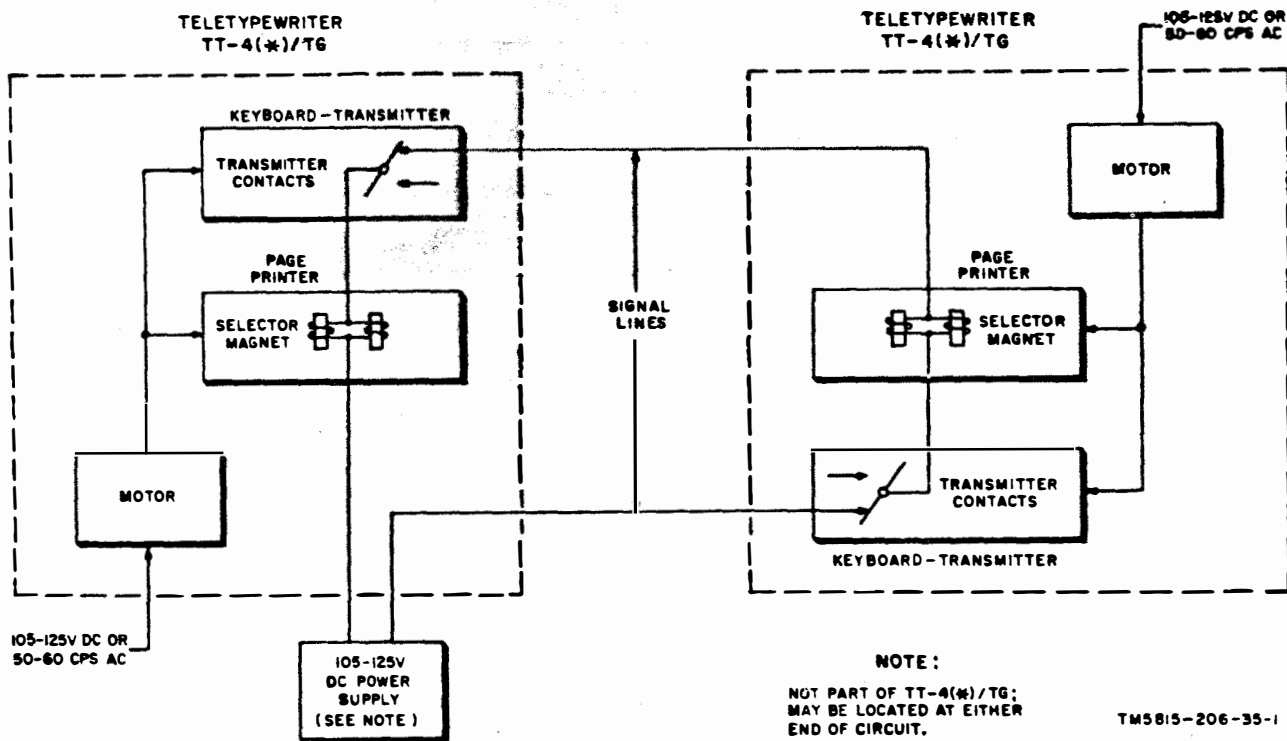 TELETYPEWRITER
TT-4(*)/TG
KEYBOARD-TRANSMITTER
TRANSMITTER
CONTACTS
PAGE
PRINTER
SELECTOR
MAGNET
MOTOR
105-125V DC OR
50-60 CPS AC
105-125V
DC POWER
SUPPLY
(SEE NOTE)
SIGNAL
LINES
TELETYPEWRITER
TT-4(*)/TG
105-125V DC OR
50-60 CPS AC
MOTOR
PAGE
PRINTER
SELECTOR
MAGNET
TRANSMITTER
CONTACTS
KEYBOARD-TRANSMITTER
NOTE:
NOT PART OF TT-4(*)/TG;
MAY BE LOCATED AT EITHER
END OF CIRCUIT.
TM5815-206-35-1